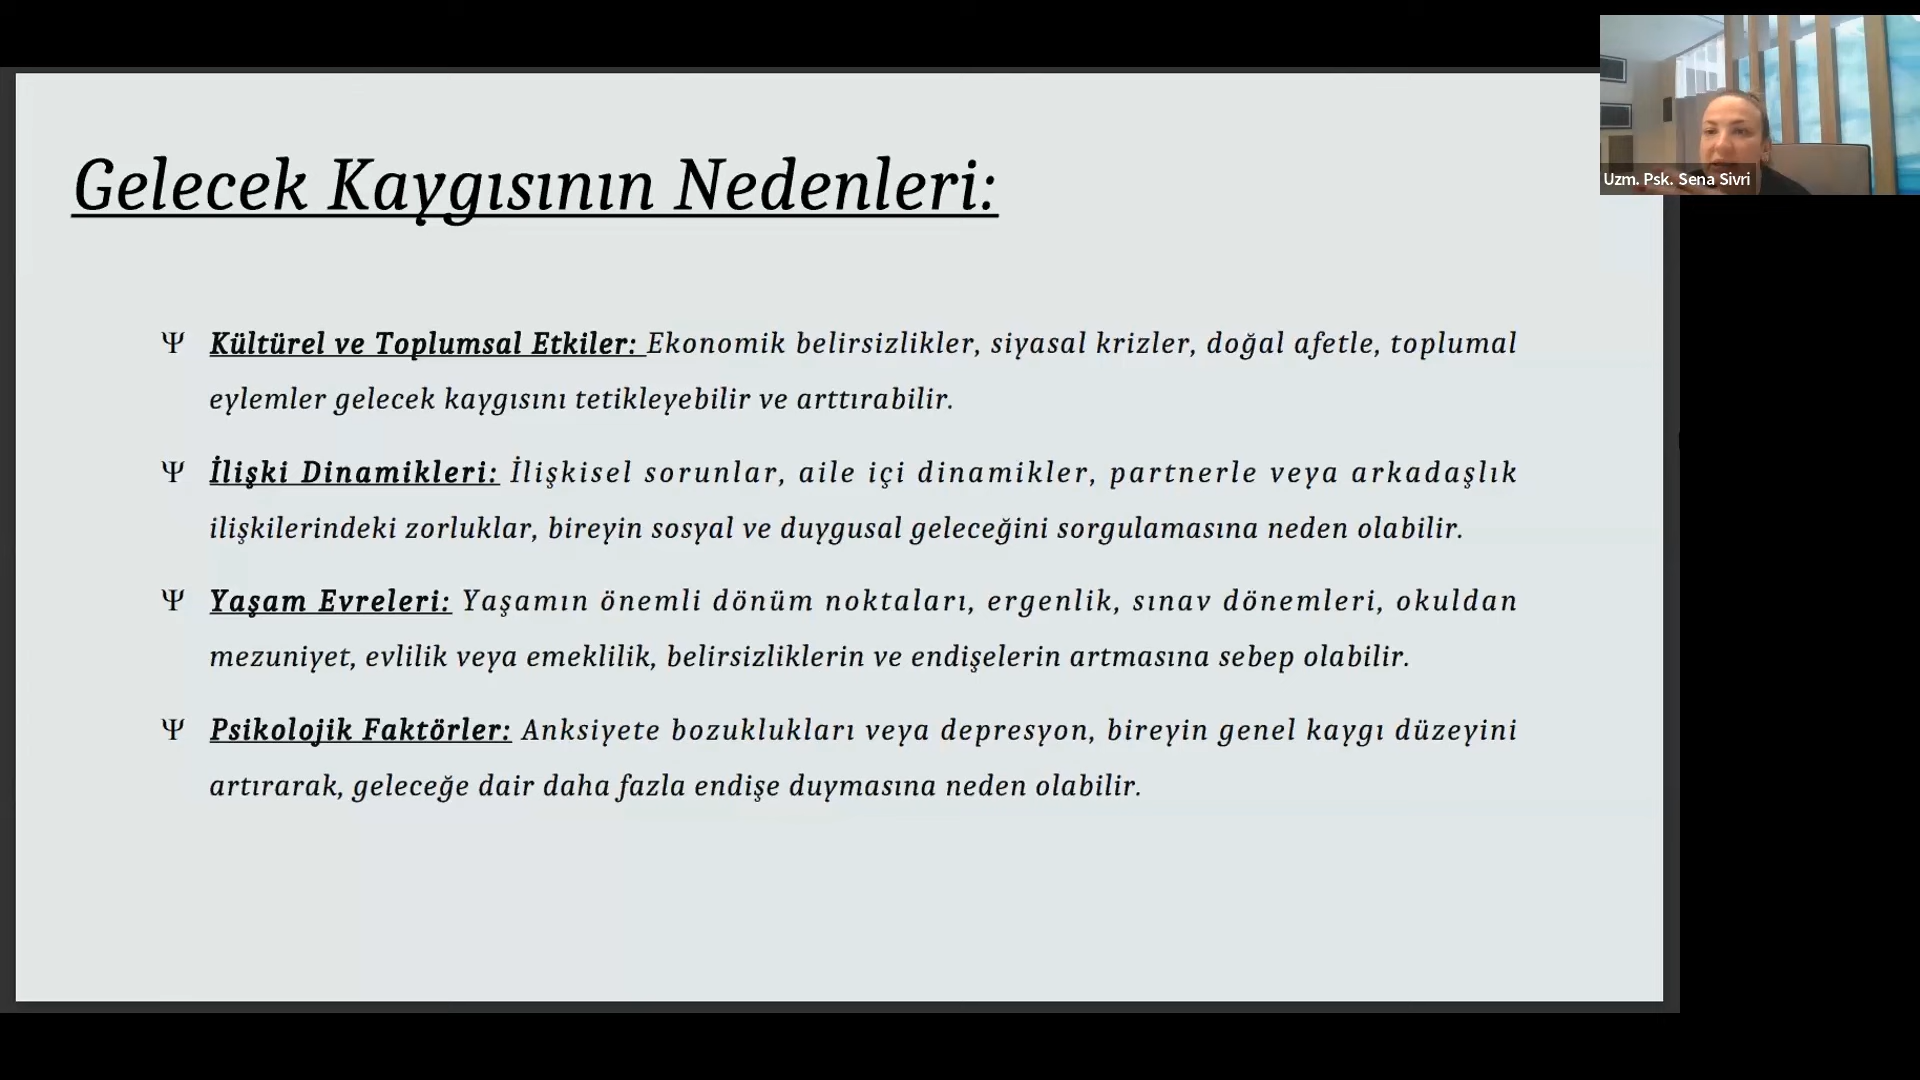 Uzm. Psk. Sena Sivri
Gelecek Kaygısının Nedenleri:
Ψ Kültürel ve Toplumsal Etkiler: Ekonomik belirsizlikler, siyasal krizler, doğal afetle, toplumal
eylemler gelecek kaygısını tetikleyebilir ve arttırabilir.
Ψ İlişki Dinamikleri: İlişkisel sorunlar, aile içi dinamikler, partnerle veya arkadaşlık
ilişkilerindeki zorluklar, bireyin sosyal ve duygusal geleceğini sorgulamasına neden olabilir.
Ψ Yaşam Evreleri: Yaşamın önemli dönüm noktaları, ergenlik, sınav dönemleri, okuldan
mezuniyet, evlilik veya emeklilik, belirsizliklerin ve endişelerin artmasına sebep olabilir.
Ψ Psikolojik Faktörler: Anksiyete bozuklukları veya depresyon, bireyin genel kaygı düzeyini
artırarak, geleceğe dair daha fazla endişe duymasına neden olabilir.